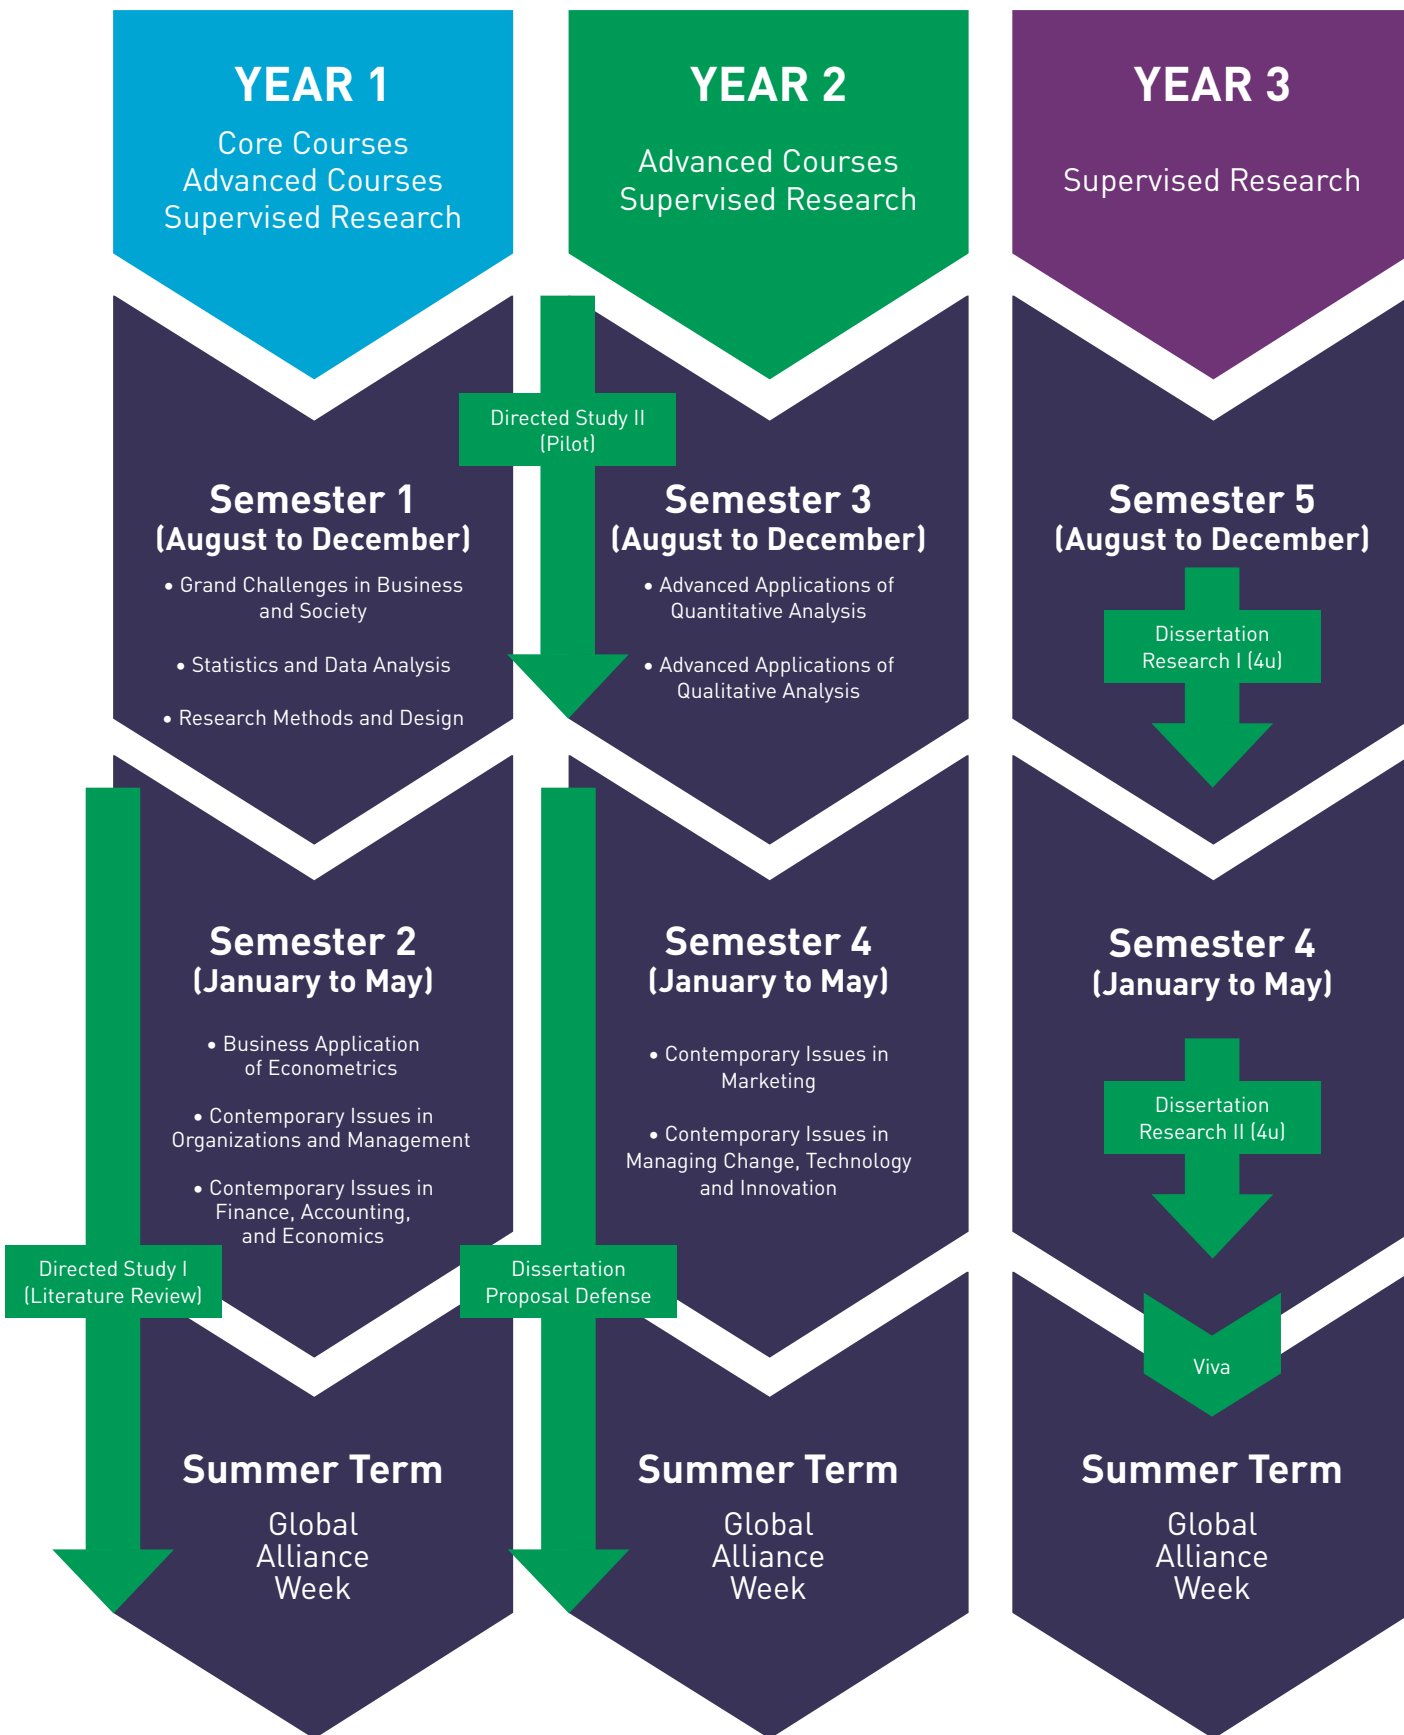 YEAR 1
Core Courses
Advanced Courses
Supervised Research
Semester 1
(August to December)
• Grand Challenges in Business
and Society
• Statistics and Data Analysis
• Research Methods and Design
Semester 2
(January to May)
• Business Application
of Econometrics
• Contemporary Issues in
Organizations and Management
• Contemporary Issues in
Finance, Accounting,
and Economics
Directed Study I
(Literature Review)
Summer Term
Global
Alliance
Week
YEAR 2
Advanced Courses
Supervised Research
Directed Study II
(Pilot)
Semester 3
(August to December)
• Advanced Applications of
Quantitative Analysis
• Advanced Applications of
Qualitative Analysis
Semester 4
(January to May)
• Contemporary Issues in
Marketing
• Contemporary Issues in
Managing Change, Technology
and Innovation
Dissertation
Proposal Defense
Summer Term
Global
Alliance
Week
YEAR 3
Supervised Research
Semester 5
(August to December)
Dissertation
Research I (4u)
Semester 4
(January to May)
Dissertation
Research II (4u)
Viva
Summer Term
Global
Alliance
Week